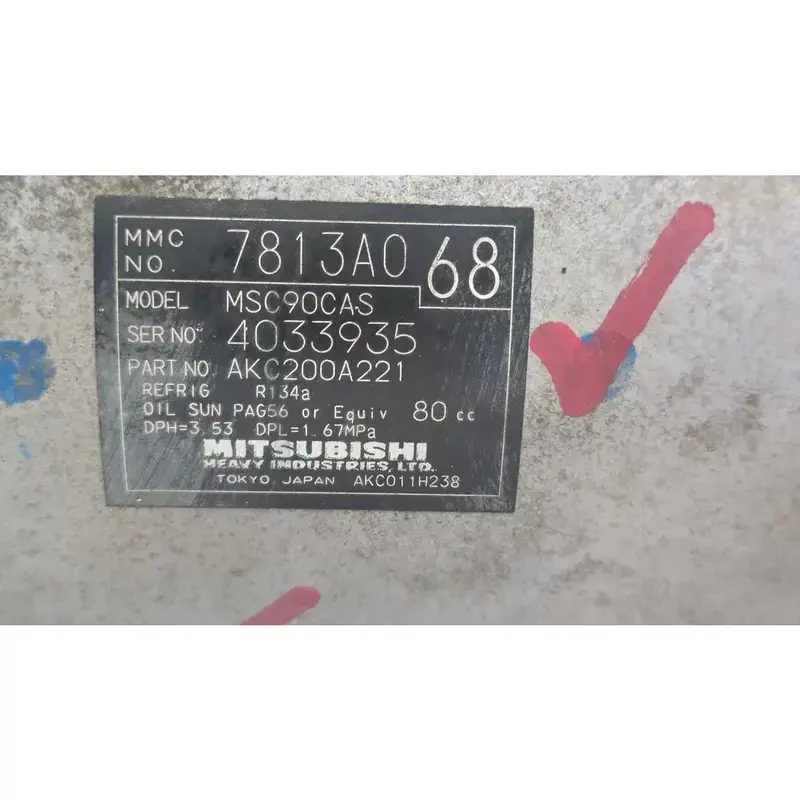 MMC NO. 7813A0 68
MODEL MSC90CAS
SER NO 4033935
PART NO. AKC200A221
REFRIG R134a
OIL SUN PAG56 or Equiv 80 cc
DPH=3.53 DPL=1.67MPa
MITSUBISHI
HEAVY INDUSTRIES, LTD.
TOKYO, JAPAN AKC011H238